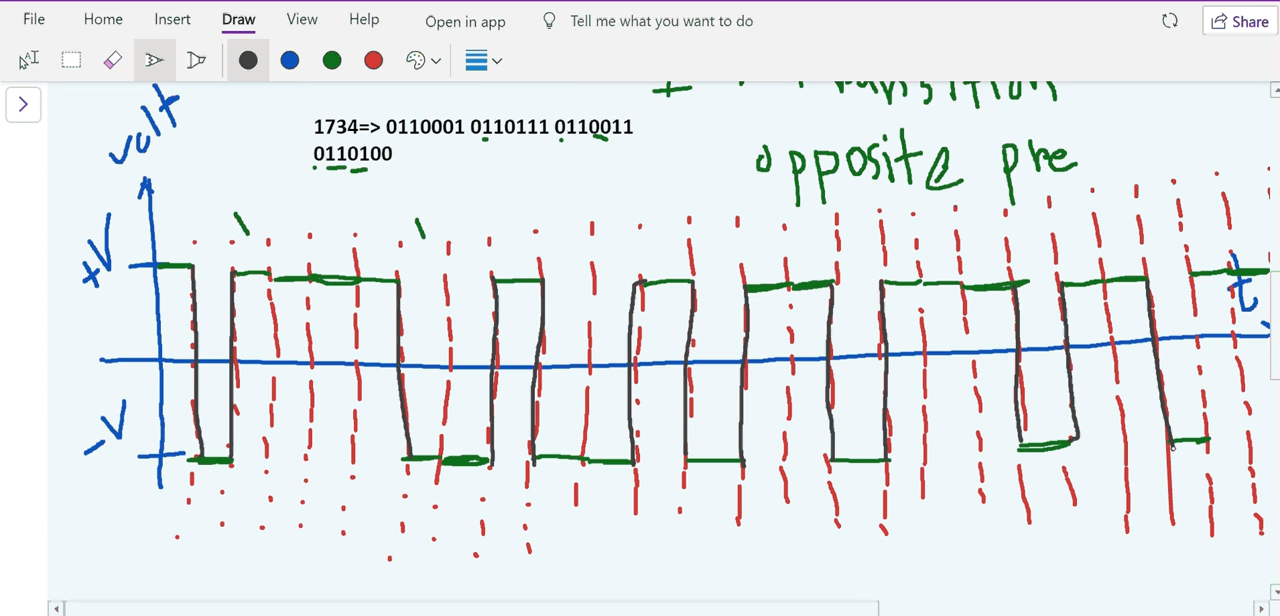 File Home Insert Draw View Help Open in app Tell me what you want to do Share
volt
1734=> 0110001 0110111 0110011
0110100
opposite pre
+V
t
-V